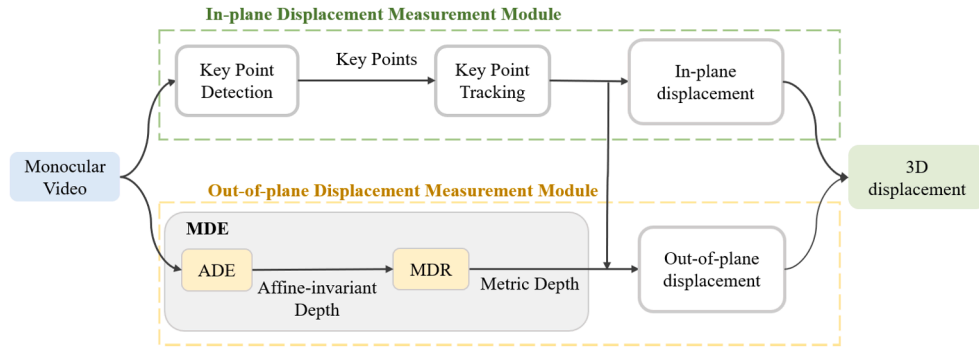 In-plane Displacement Measurement Module
Key Point
Detection
Key Points
Key Point
Tracking
In-plane
displacement
Monocular
Video
3D
displacement
Out-of-plane Displacement Measurement Module
MDE
ADE
Affine-invariant
Depth
MDR
Metric Depth
Out-of-plane
displacement